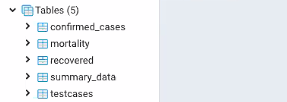 Tables (5)
confirmed_cases
mortality
recovered
summary_data
testcases